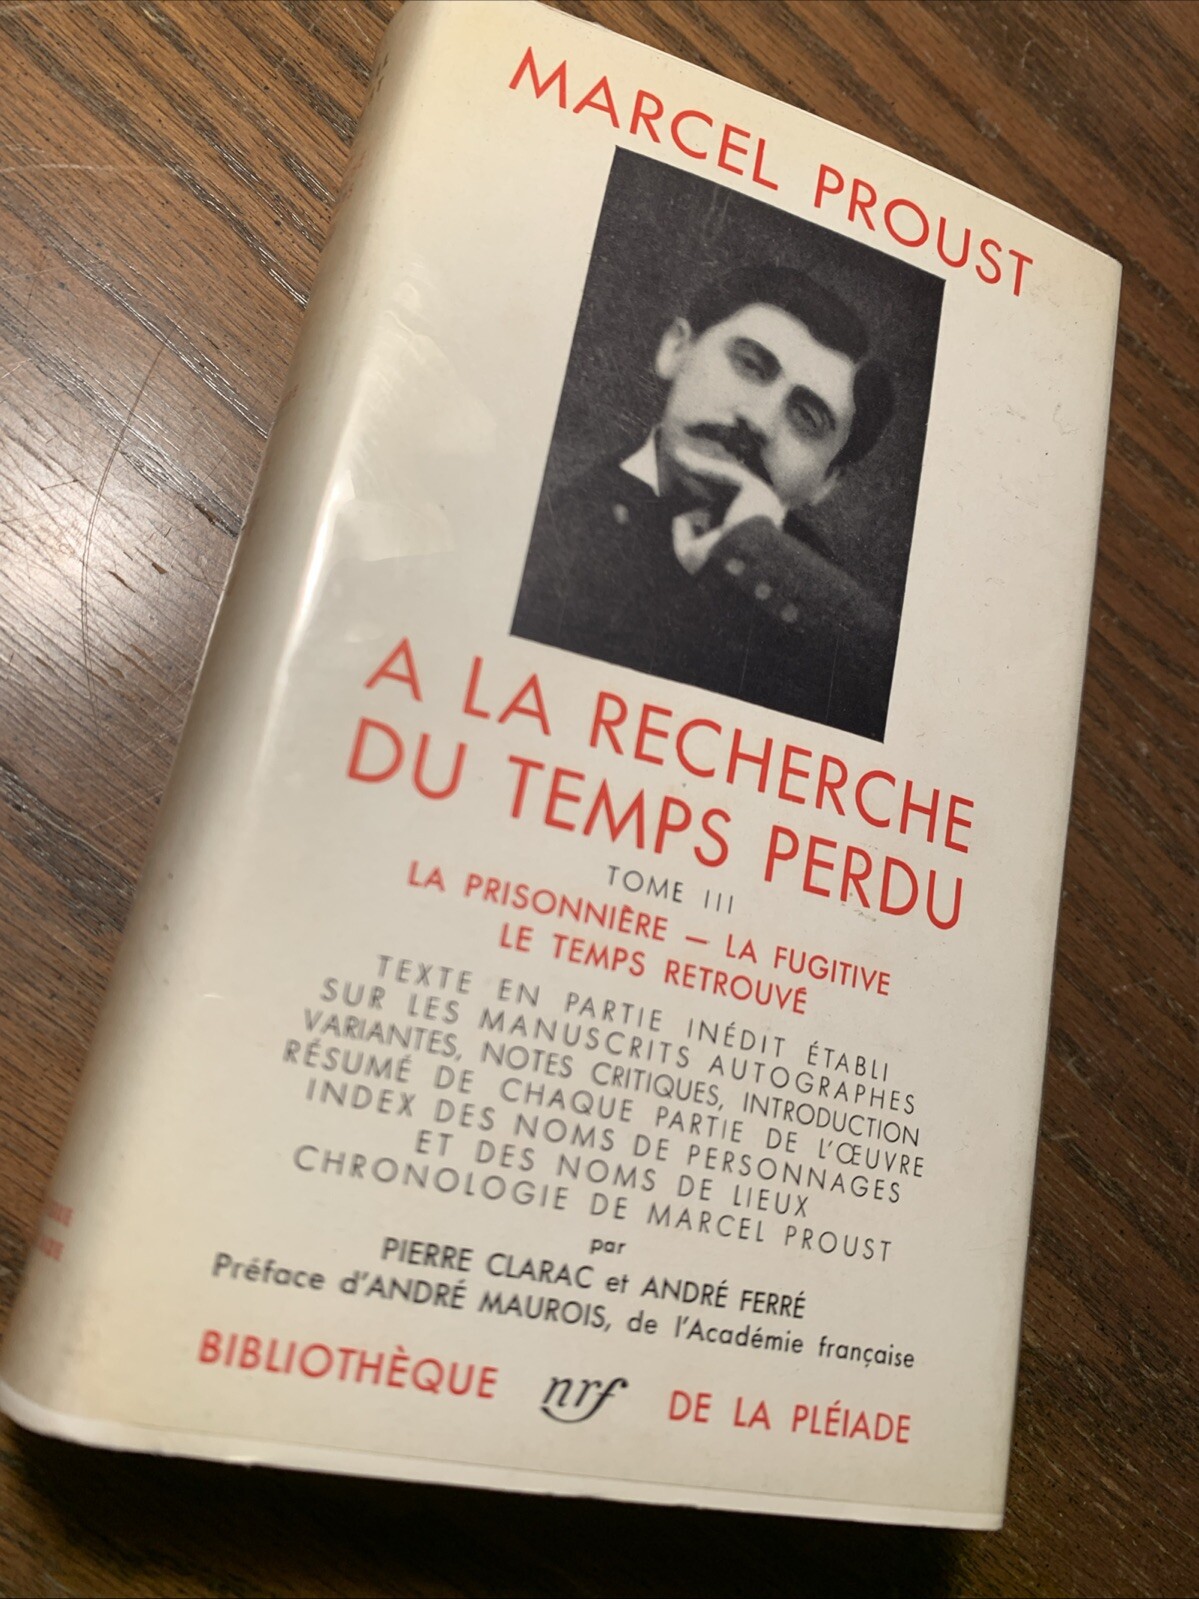 MARCEL PROUST
A LA RECHERCHE
DU TEMPS PERDU
TOME III
LA PRISONNIÈRE — LA FUGITIVE
LE TEMPS RETROUVÉ
TEXTE EN PARTIE INÉDIT ÉTABLI
SUR LES MANUSCRITS AUTOGRAPHES
VARIANTES, NOTES CRITIQUES, INTRODUCTION
RÉSUMÉ DE CHAQUE PARTIE DE L'ŒUVRE
INDEX DES NOMS DE PERSONNAGES
ET DES NOMS DE LIEUX
CHRONOLOGIE DE MARCEL PROUST
par
PIERRE CLARAC et ANDRÉ FERRÉ
Préface d'ANDRÉ MAUROIS, de l'Académie française
BIBLIOTHÈQUE nrf DE LA PLÉIADE